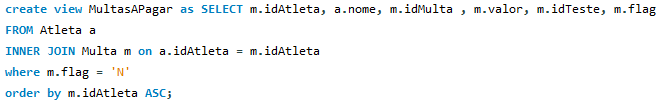 create view MultasAPagar as SELECT m.idAtleta, a.nome, m.idMulta , m.valor, m.idTeste, m.flag
FROM Atleta a
INNER JOIN Multa m on a.idAtleta = m.idAtleta
where m.flag = 'N'
order by m.idAtleta ASC;